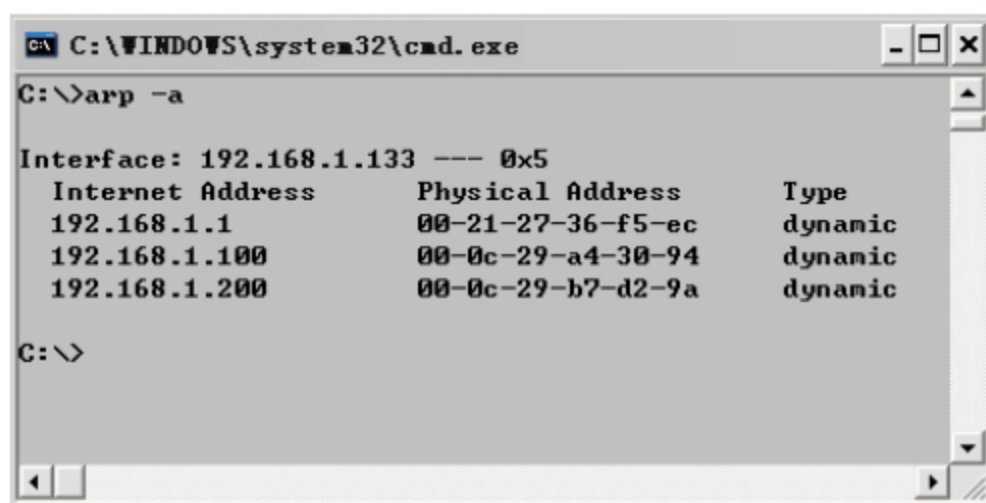 C:\WINDOWS\system32\cmd.exe
C:\>arp -a
Interface: 192.168.1.133 --- 0x5
Internet Address Physical Address Type
192.168.1.1 00-21-27-36-f5-ec dynamic
192.168.1.100 00-0c-29-a4-30-94 dynamic
192.168.1.200 00-0c-29-b7-d2-9a dynamic
C:\>